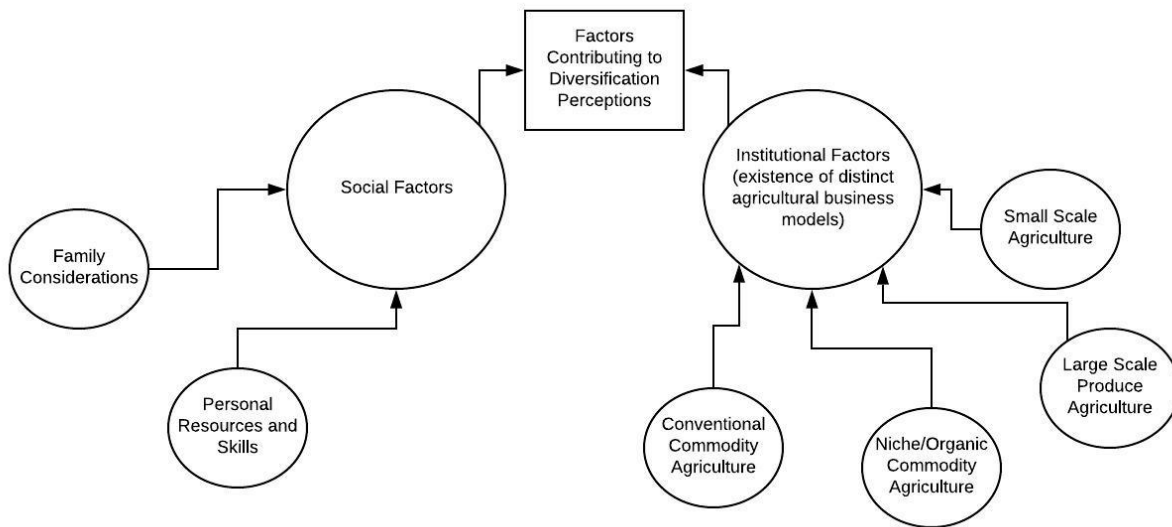 Factors
Contributing to
Diversification
Perceptions
Social Factors
Institutional Factors
(existence of distinct
agricultural business
models)
Small Scale
Agriculture
Family
Considerations
Large Scale
Produce
Agriculture
Personal
Resources and
Skills
Conventional
Commodity
Agriculture
Niche/Organic
Commodity
Agriculture